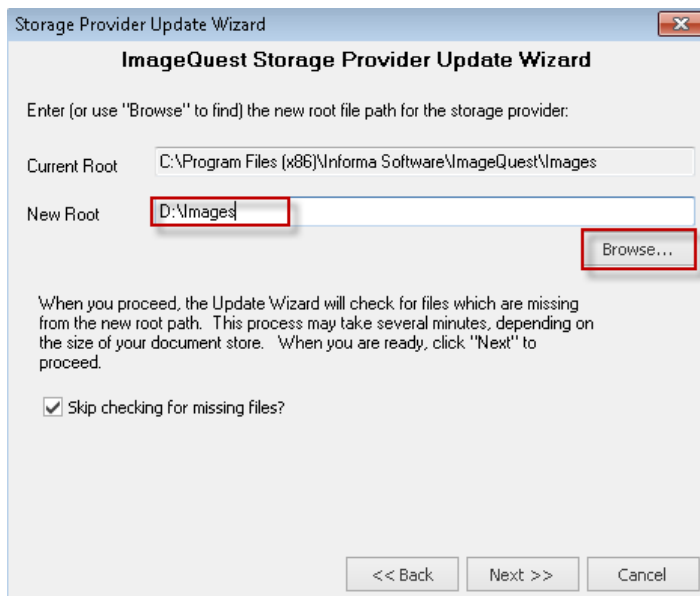 Storage Provider Update Wizard
ImageQuest Storage Provider Update Wizard
Enter (or use "Browse" to find) the new root file path for the storage provider:
Current Root C:\Program Files (x86)\Informa Software\ImageQuest\Images
New Root D:\Images
Browse...
When you proceed, the Update Wizard will check for files which are missing
from the new root path. This process may take several minutes, depending on
the size of your document store. When you are ready, click "Next" to
proceed.
Skip checking for missing files?
<< Back Next >> Cancel